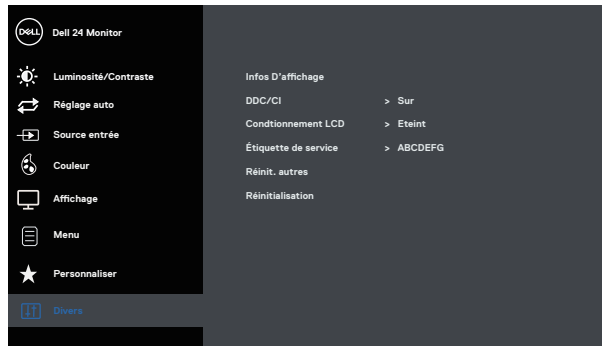 DELL Dell 24 Monitor
Luminosité/Contraste
Réglage auto
Source entrée
Couleur
Affichage
Menu
Personnaliser
Divers
Infos D'affichage
DDC/CI > Sur
Condtionnement LCD > Eteint
Étiquette de service > ABCDEFG
Réinit. autres
Réinitialisation